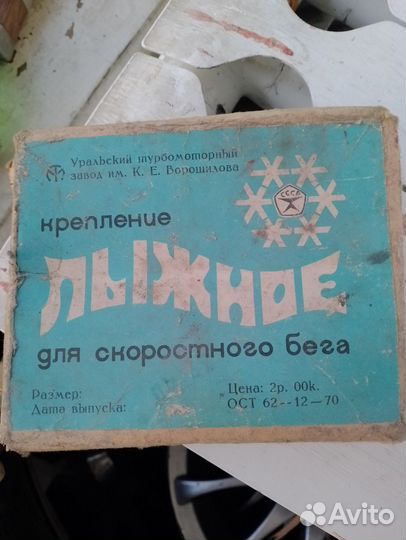 Уральский турбомоторный
завод им. К. Е. Ворошилова
СССР
крепление
ЛЫЖНОЕ
для скоростного бега
Размер:
Дата выпуска:
Цена: 2р. 00к.
ОСТ 62--12—70
Avito